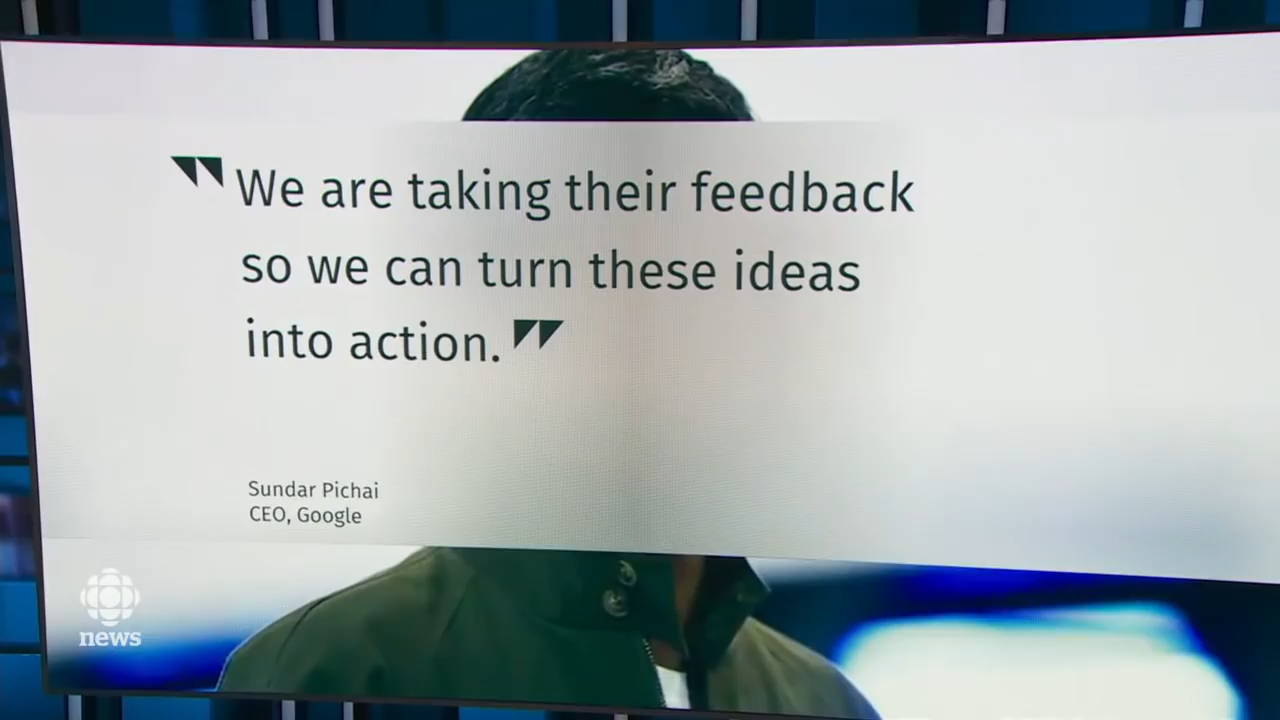 "We are taking their feedback
so we can turn these ideas
into action."
Sundar Pichai
CEO, Google
news